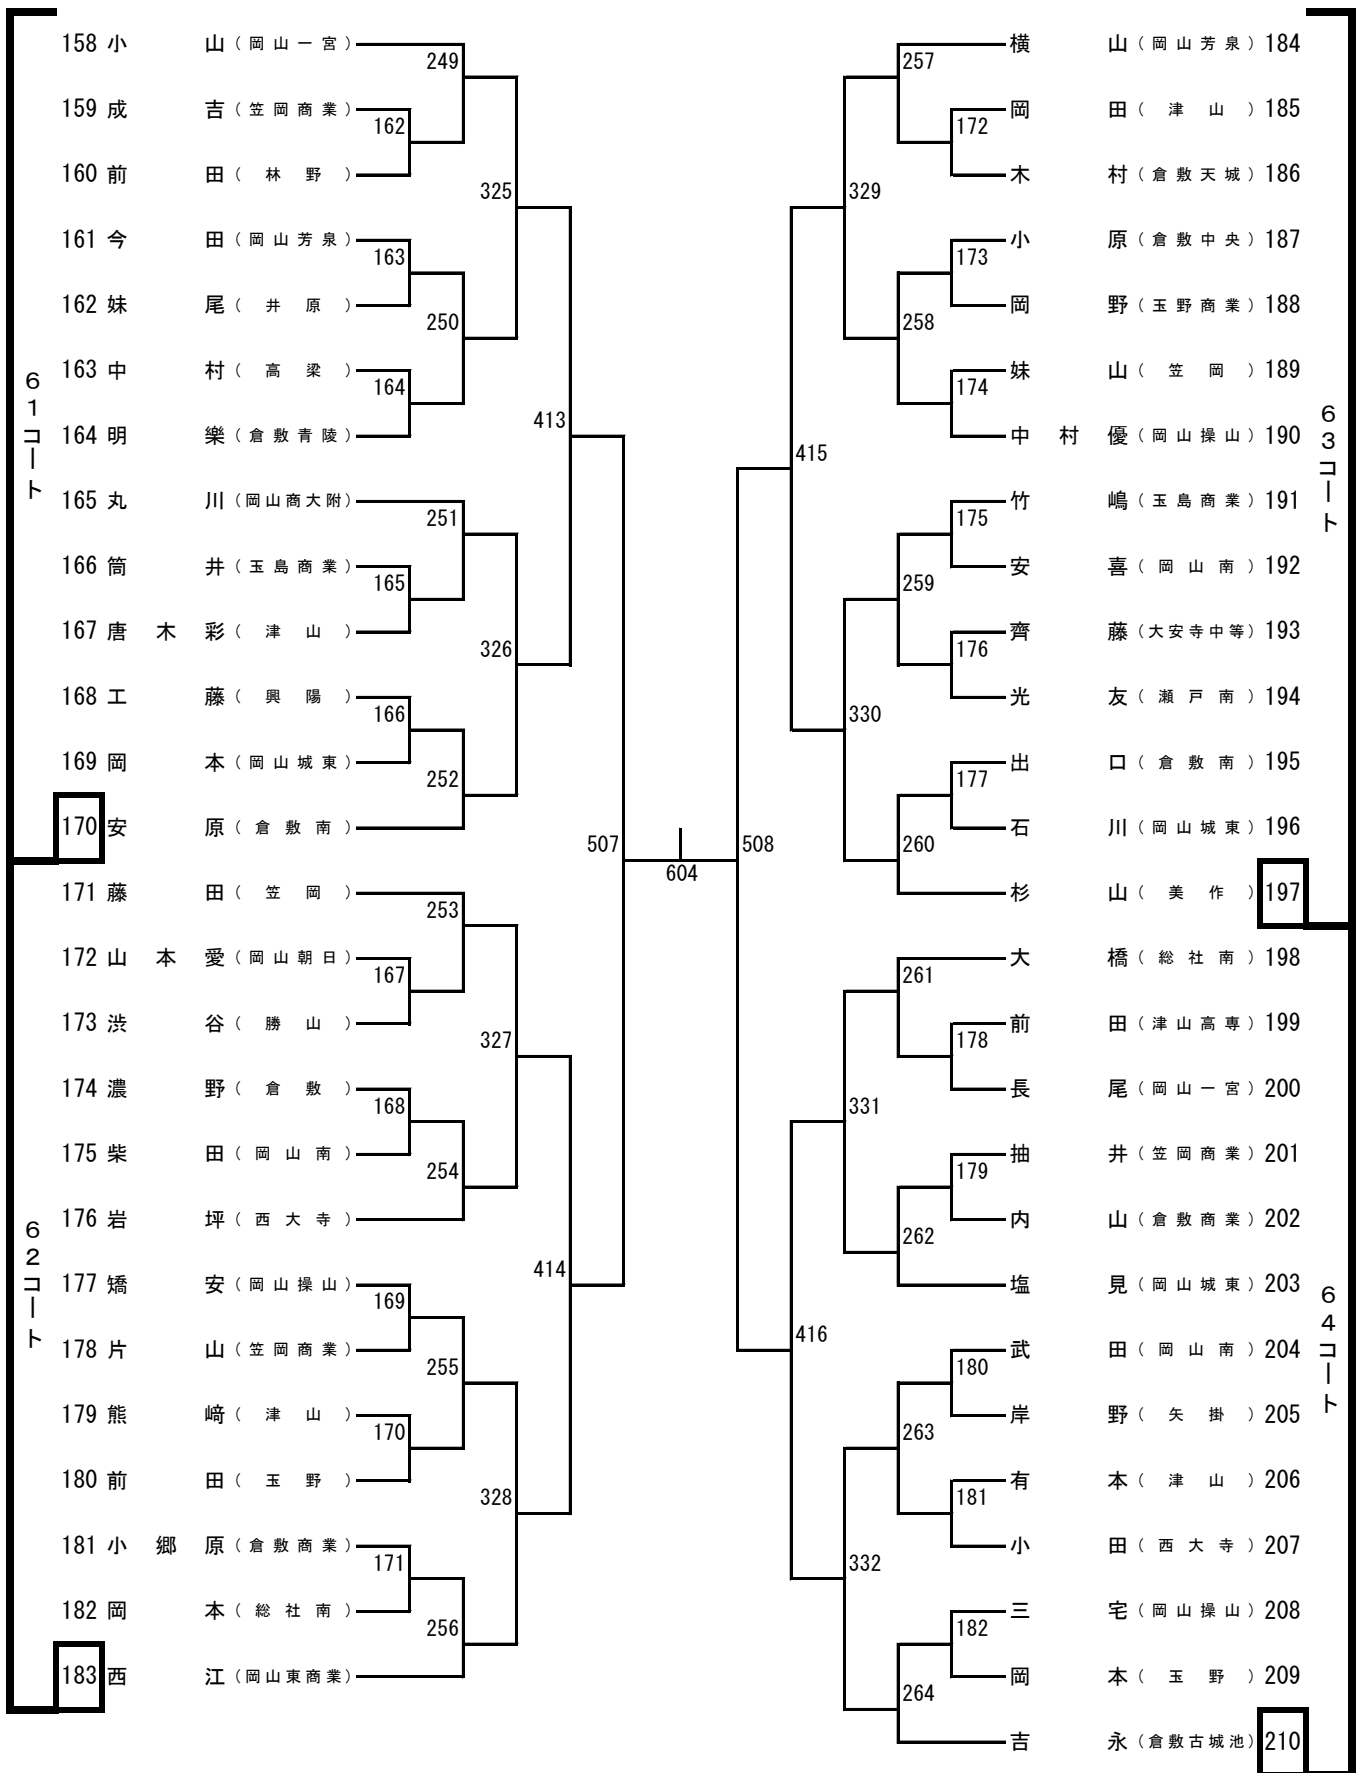 158 小山（岡山一宮）
249
159 成吉（笠岡商業）
162
160 前田（林野）
325
161 今田（岡山芳泉）
163
162 妹尾（井原）
250
163 中村（高梁）
164
164 明樂（倉敷青陵）
413
61コート
165 丸川（岡山商大附）
251
166 筒井（玉島商業）
165
167 唐木彩（津山）
326
168 工藤（興陽）
166
169 岡本（岡山城東）
252
170 安原（倉敷南）
507
171 藤田（笠岡）
253
172 山本愛（岡山朝日）
167
173 渋谷（勝山）
327
174 濃野（倉敷）
168
175 柴田（岡山南）
254
176 岩坪（西大寺）
62コート
414
177 矯安（岡山操山）
169
178 片山（笠岡商業）
255
179 熊﨑（津山）
170
180 前田（玉野）
328
181 小郷原（倉敷商業）
171
182 岡本（総社南）
256
183 西江（岡山東商業）
604
横山（岡山芳泉）184
257
岡田（津山）185
172
木村（倉敷天城）186
329
小原（倉敷中央）187
173
岡野（玉野商業）188
258
妹山（笠岡）189
174
中村優（岡山操山）190
415
63コート
竹嶋（玉島商業）191
175
安喜（岡山南）192
259
齊藤（大安寺中等）193
176
光友（瀬戸南）194
330
出口（倉敷南）195
177
石川（岡山城東）196
260
508
杉山（美作）197
大橋（総社南）198
261
前田（津山高専）199
178
長尾（岡山一宮）200
331
抽井（笠岡商業）201
179
内山（倉敷商業）202
262
塩見（岡山城東）203
64コート
416
武田（岡山南）204
180
岸野（矢掛）205
263
有本（津山）206
181
小田（西大寺）207
332
三宅（岡山操山）208
182
岡本（玉野）209
264
吉永（倉敷古城池）210